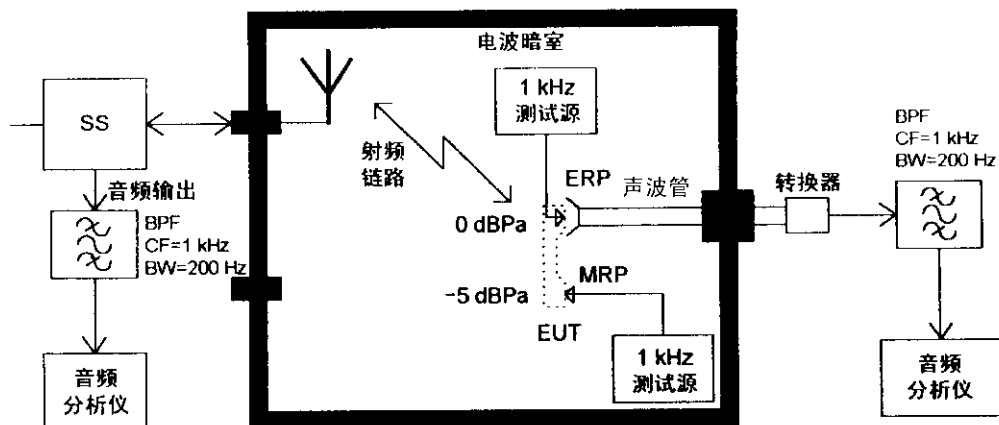 电波暗室
1 kHz
测试源
SS
射频
链路
ERP
声波管
转换器
BPF
CF=1 kHz
BW=200 Hz
音频输出
BPF
CF=1 kHz
BW=200 Hz
0 dBPa
MRP
-5 dBPa
EUT
1 kHz
测试源
音频
分析仪
音频
分析仪